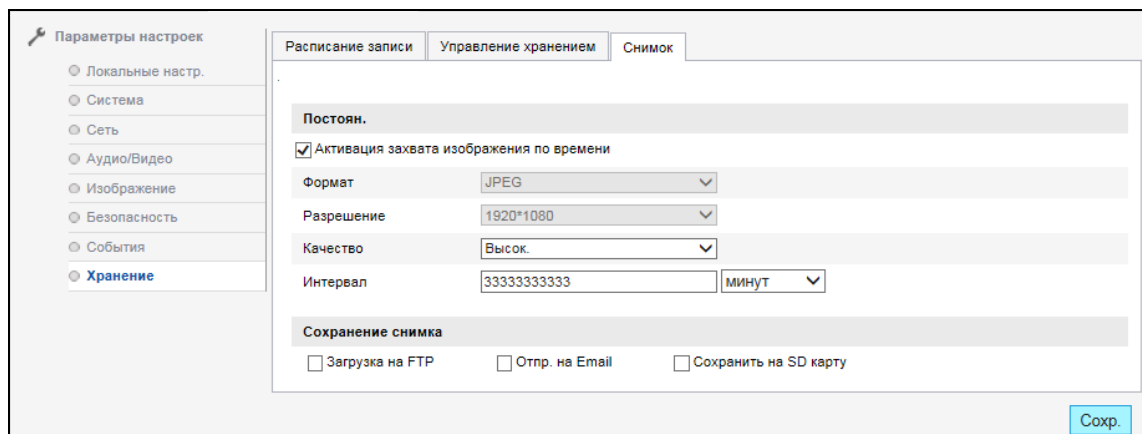 Параметры настроек
Локальные настр.
Система
Сеть
Аудио/Видео
Изображение
Безопасность
События
Хранение
Расписание записи Управление хранением Снимок
Постоян.
Активация захвата изображения по времени
Формат JPEG
Разрешение 1920*1080
Качество Высок.
Интервал 33333333333 минут
Сохранение снимка
Загрузка на FTP Отпр. на Email Сохранить на SD карту
Сохр.